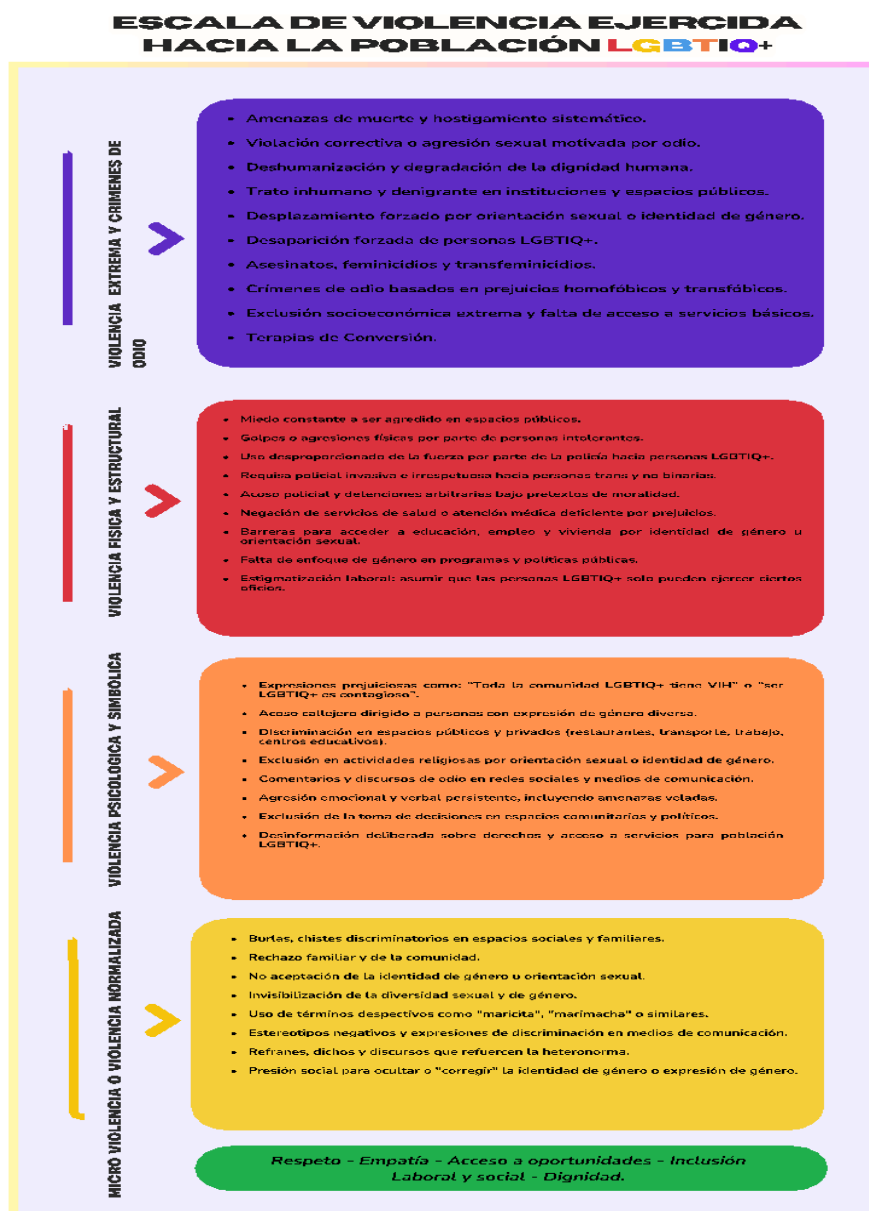 ESCALA DE VIOLENCIA EJERCIDA
HACIA LA POBLACIÓN LGBTIQ+
VIOLENCIA EXTREMA Y CRIMENES DE
ODIO
• Amenazas de muerte y hostigamiento sistemático.
• Violación correctiva o agresión sexual motivada por odio.
• Deshumanización y degradación de la dignidad humana.
• Trato inhumano y denigrante en instituciones y espacios públicos.
• Desplazamiento forzado por orientación sexual o identidad de género.
• Desaparición forzada de personas LGBTIQ+.
• Asesinatos, feminicidios y transfeminicidios.
• Crímenes de odio basados en prejuicios homofóbicos y transfóbicos.
• Exclusión socioeconómica extrema y falta de acceso a servicios básicos.
• Terapias de Conversión.
VIOLENCIA FISICA Y ESTRUCTURAL
• Miedo constante a ser agredido en espacios públicos.
• Golpes o agresiones físicas por parte de personas intolerantes.
• Uso desproporcionado de la fuerza por parte de la policía hacia personas LGBTIQ+.
• Requisa policial invasiva e irrespetuosa hacia personas trans y no binarias.
• Acoso policial y detenciones arbitrarias bajo pretextos de moralidad.
• Negación de servicios de salud o atención médica deficiente por prejuicios.
• Barreras para acceder a educación, empleo y vivienda por identidad de género u
orientación sexual.
• Falta de enfoque de género en programas y políticas públicas.
• Estigmatización laboral: asumir que las personas LGBTIQ+ solo pueden ejercer ciertos
oficios.
VIOLENCIA PSICOLOGICA Y SIMBÓLICA
• Expresiones prejuiciosas como: "Toda la comunidad LGBTIQ+ tiene VIH" o "ser
LGBTIQ+ es contagioso".
• Acoso callejero dirigido a personas con expresión de género diversa.
• Discriminación en espacios públicos y privados (restaurantes, transporte, trabajo,
centros educativos).
• Exclusión en actividades religiosas por orientación sexual o identidad de género.
• Comentarios y discursos de odio en redes sociales y medios de comunicación.
• Agresión emocional y verbal persistente, incluyendo amenazas veladas.
• Exclusión de la toma de decisiones en espacios comunitarios y políticos.
• Desinformación deliberada sobre derechos y acceso a servicios para población
LGBTIQ+.
MICRO VIOLENCIA O VIOLENCIA NORMALIZADA
• Burlas, chistes discriminatorios en espacios sociales y familiares.
• Rechazo familiar y de la comunidad.
• No aceptación de la identidad de género u orientación sexual.
• Invisibilización de la diversidad sexual y de género.
• Uso de términos despectivos como "maricita", "marimacha" o similares.
• Estereotipos negativos y expresiones de discriminación en medios de comunicación.
• Refranes, dichos y discursos que refuercen la heteronorma.
• Presión social para ocultar o "corregir" la identidad de género o expresión de género.
Respeto - Empatía - Acceso a oportunidades - Inclusión
Laboral y social - Dignidad.